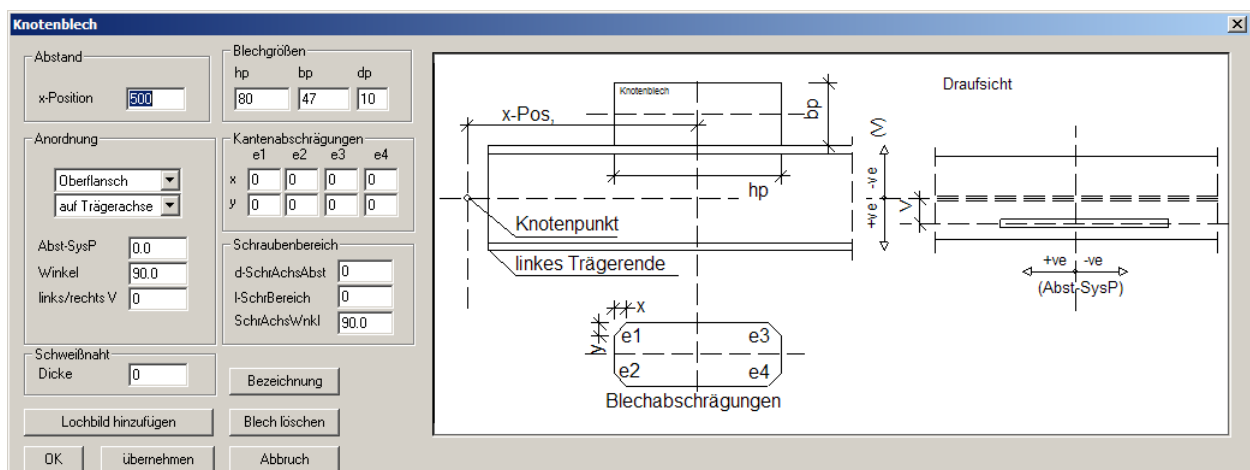 Knotenblech
Abstand
x-Position 500
Anordnung
Oberflansch
auf Trägerachse
Abst-SysP 0.0
Winkel 90.0
links/rechts V 0
Schweißnaht
Dicke 0
Lochbild hinzufügen
OK übernehmen
Blechgrößen
hp bp dp
80 47 10
Kantenabschrägungen
e1 e2 e3 e4
x 0 0 0 0
y 0 0 0 0
Schraubenbereich
d-SchrAchsAbst 0
l-SchrBereich 0
SchrAchsWnkl 90.0
Bezeichnung
Blech löschen
Abbruch
Knotenblech
x-Pos,
bp
hp
Knotenpunkt
linkes Trägerende
x
y
e1 e3
e2 e4
Blechabschrägungen
Draufsicht
(V)
+ve -ve
V
+ve -ve
(Abst-SysP)